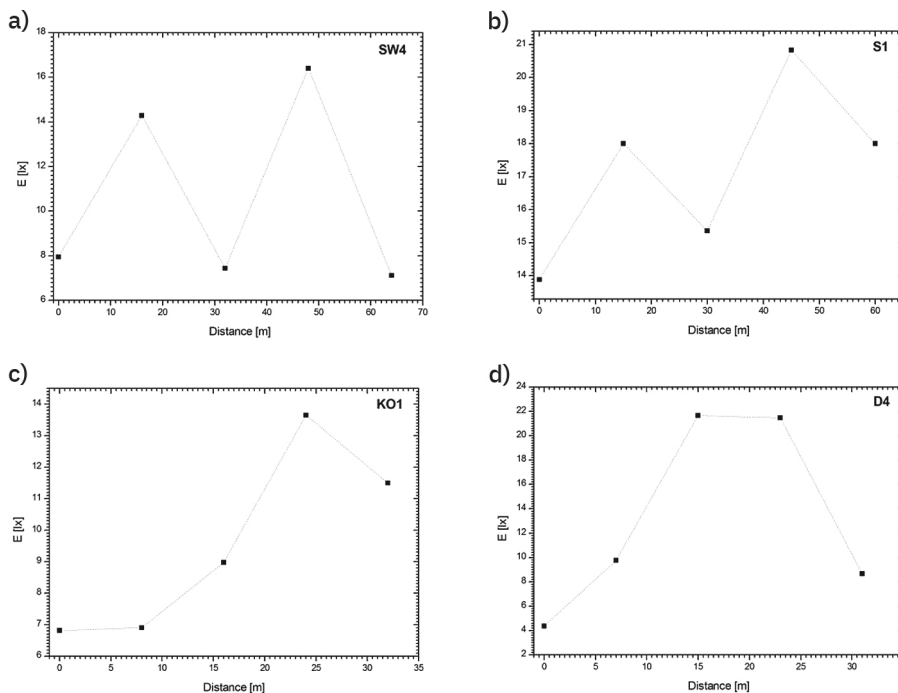 a)
SW4
18
16
14
12
10
8
6
E [lx]
0 10 20 30 40 50 60 70
Distance [m]
b)
S1
21
20
19
18
17
16
15
14
E [lx]
0 10 20 30 40 50 60
Distance [m]
c)
KO1
14
13
12
11
10
9
8
7
6
E [lx]
0 5 10 15 20 25 30 35
Distance [m]
d)
D4
24
22
20
18
16
14
12
10
8
6
4
2
E [lx]
0 5 10 15 20 25 30
Distance [m]